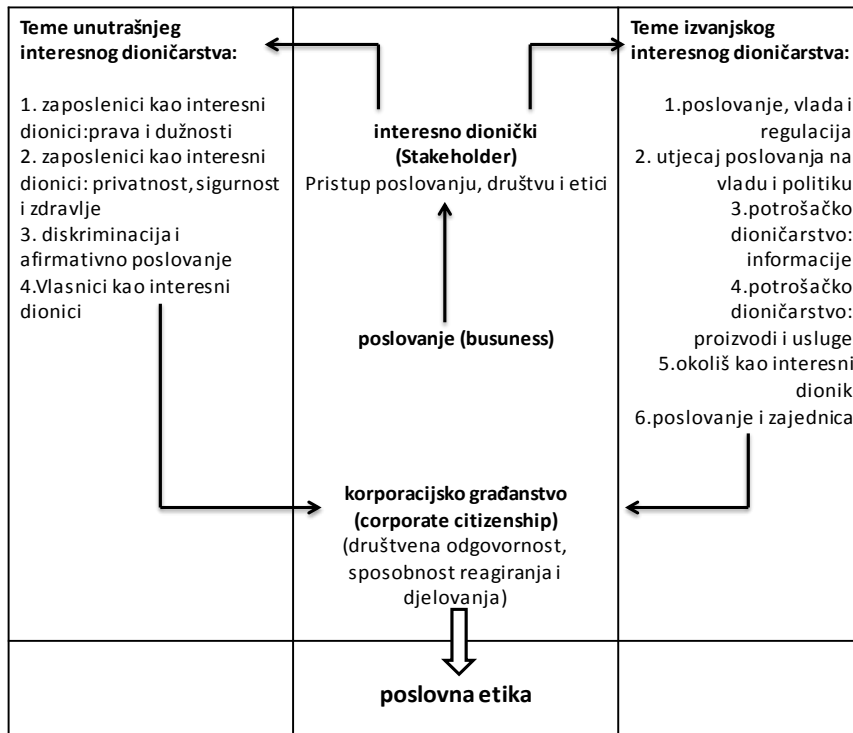 Teme unutrašnjeg
interesnog dioničarstva:
1. zaposlenici kao interesni
dionici:prava i dužnosti
2. zaposlenici kao interesni
dionici: privatnost, sigurnost
i zdravlje
3. diskriminacija i
afirmativno poslovanje
4.Vlasnici kao interesni
dionici
interesno dionički
(Stakeholder)
Pristup poslovanju, društvu i etici
poslovanje (busuness)
korporacijsko građanstvo
(corporate citizenship)
(društvena odgovornost,
sposobnost reagiranja i
djelovanja)
poslovna etika
Teme izvanjskog
interesnog dioničarstva:
1.poslovanje, vlada i
regulacija
2. utjecaj poslovanja na
vladu i politiku
3.potrošačko
dioničarstvo:
informacije
4.potrošačko
dioničarstvo:
proizvodi i usluge
5.okoliš kao interesni
dionik
6.poslovanje i zajednica